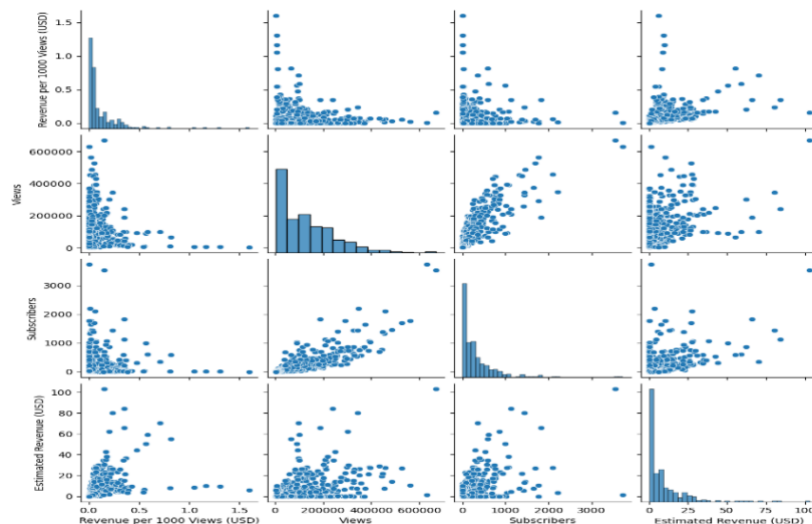 Revenue per 1000 Views (USD)
1.5
1.0
0.5
0.0
Views
600000
400000
200000
0
Subscribers
3000
2000
1000
0
Estimated Revenue (USD)
100
80
60
40
20
0
0.0 0.5 1.0 1.5
Revenue per 1000 Views (USD)
0 200000 400000 600000
Views
0 1000 2000 3000
Subscribers
0 25 50 75 100
Estimated Revenue (USD)